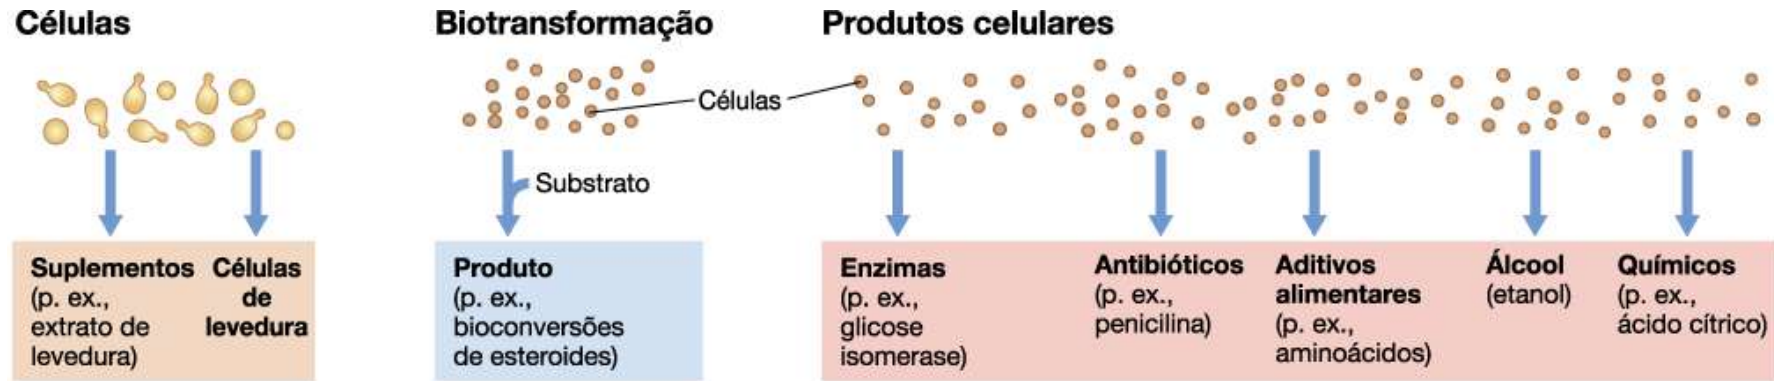 Células
Biotransformação
Produtos celulares
Células
Substrato
Suplementos
(p. ex.,
extrato de
levedura)
Células
de
levedura
Produto
(p. ex.,
bioconversões
de esteroides)
Enzimas
(p. ex.,
glicose
isomerase)
Antibióticos
(p. ex.,
penicilina)
Aditivos
alimentares
(p. ex.,
aminoácidos)
Álcool
(etanol)
Químicos
(p. ex.,
ácido cítrico)